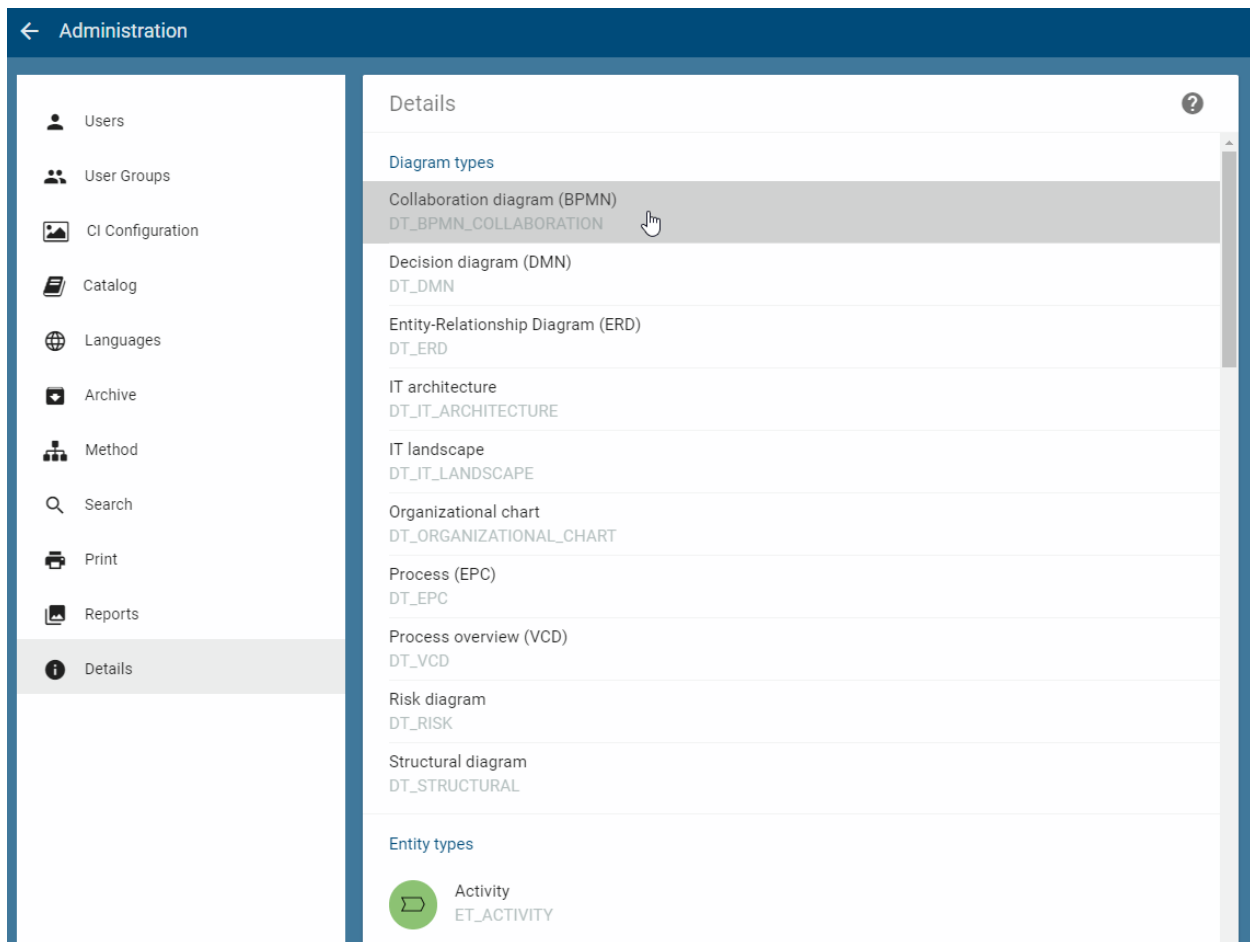 Administration
Users
User Groups
CI Configuration
Catalog
Languages
Archive
Method
Search
Print
Reports
Details
Details
Diagram types
Collaboration diagram (BPMN)
DT_BPMN_COLLABORATION
Decision diagram (DMN)
DT_DMN
Entity-Relationship Diagram (ERD)
DT_ERD
IT architecture
DT_IT_ARCHITECTURE
IT landscape
DT_IT_LANDSCAPE
Organizational chart
DT_ORGANIZATIONAL_CHART
Process (EPC)
DT_EPC
Process overview (VCD)
DT_VCD
Risk diagram
DT_RISK
Structural diagram
DT_STRUCTURAL
Entity types
Activity
ET_ACTIVITY